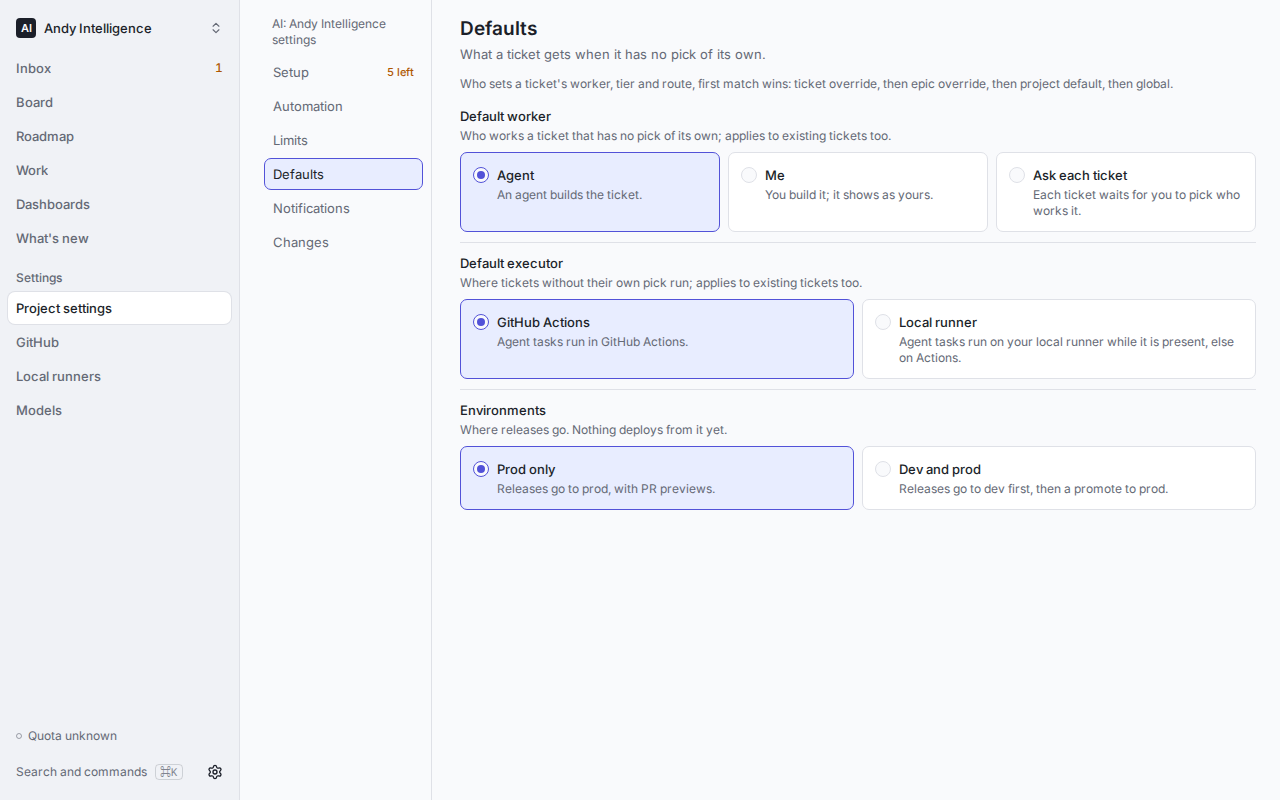 AI Andy Intelligence
Inbox 1
Board
Roadmap
Work
Dashboards
What's new
Settings
Project settings
GitHub
Local runners
Models
Quota unknown
Search and commands ⌘K
AI: Andy Intelligence
settings
Setup 5 left
Automation
Limits
Defaults
Notifications
Changes
Defaults
What a ticket gets when it has no pick of its own.
Who sets a ticket's worker, tier and route, first match wins: ticket override, then epic override, then project default, then global.
Default worker
Who works a ticket that has no pick of its own; applies to existing tickets too.
Agent
An agent builds the ticket.
Me
You build it; it shows as yours.
Ask each ticket
Each ticket waits for you to pick who
works it.
Default executor
Where tickets without their own pick run; applies to existing tickets too.
GitHub Actions
Agent tasks run in GitHub Actions.
Local runner
Agent tasks run on your local runner while it is present, else
on Actions.
Environments
Where releases go. Nothing deploys from it yet.
Prod only
Releases go to prod, with PR previews.
Dev and prod
Releases go to dev first, then a promote to prod.